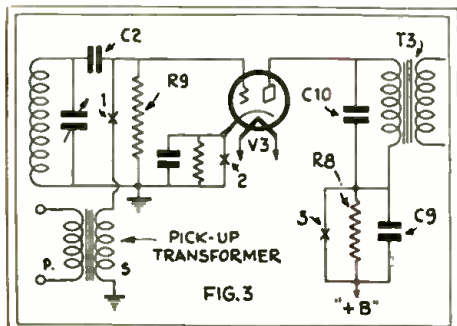 C2
T3
R9
1
C10
V3
2
R8
3
C9
P.
S
PICK-UP
TRANSFORMER
FIG.3
"+B"